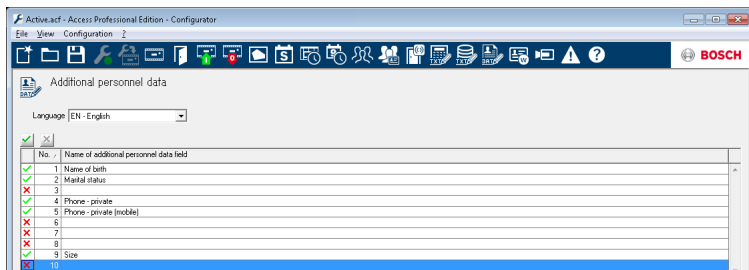 Active.acf - Access Professional Edition - Configurator
File View Configuration ?
BOSCH
Additional personnel data
Language EN - English
No. / Name of additional personnel data field
1 Name of birth
2 Marital status
3
4 Phone - private
5 Phone - private (mobile)
6
7
8
9 Size
10